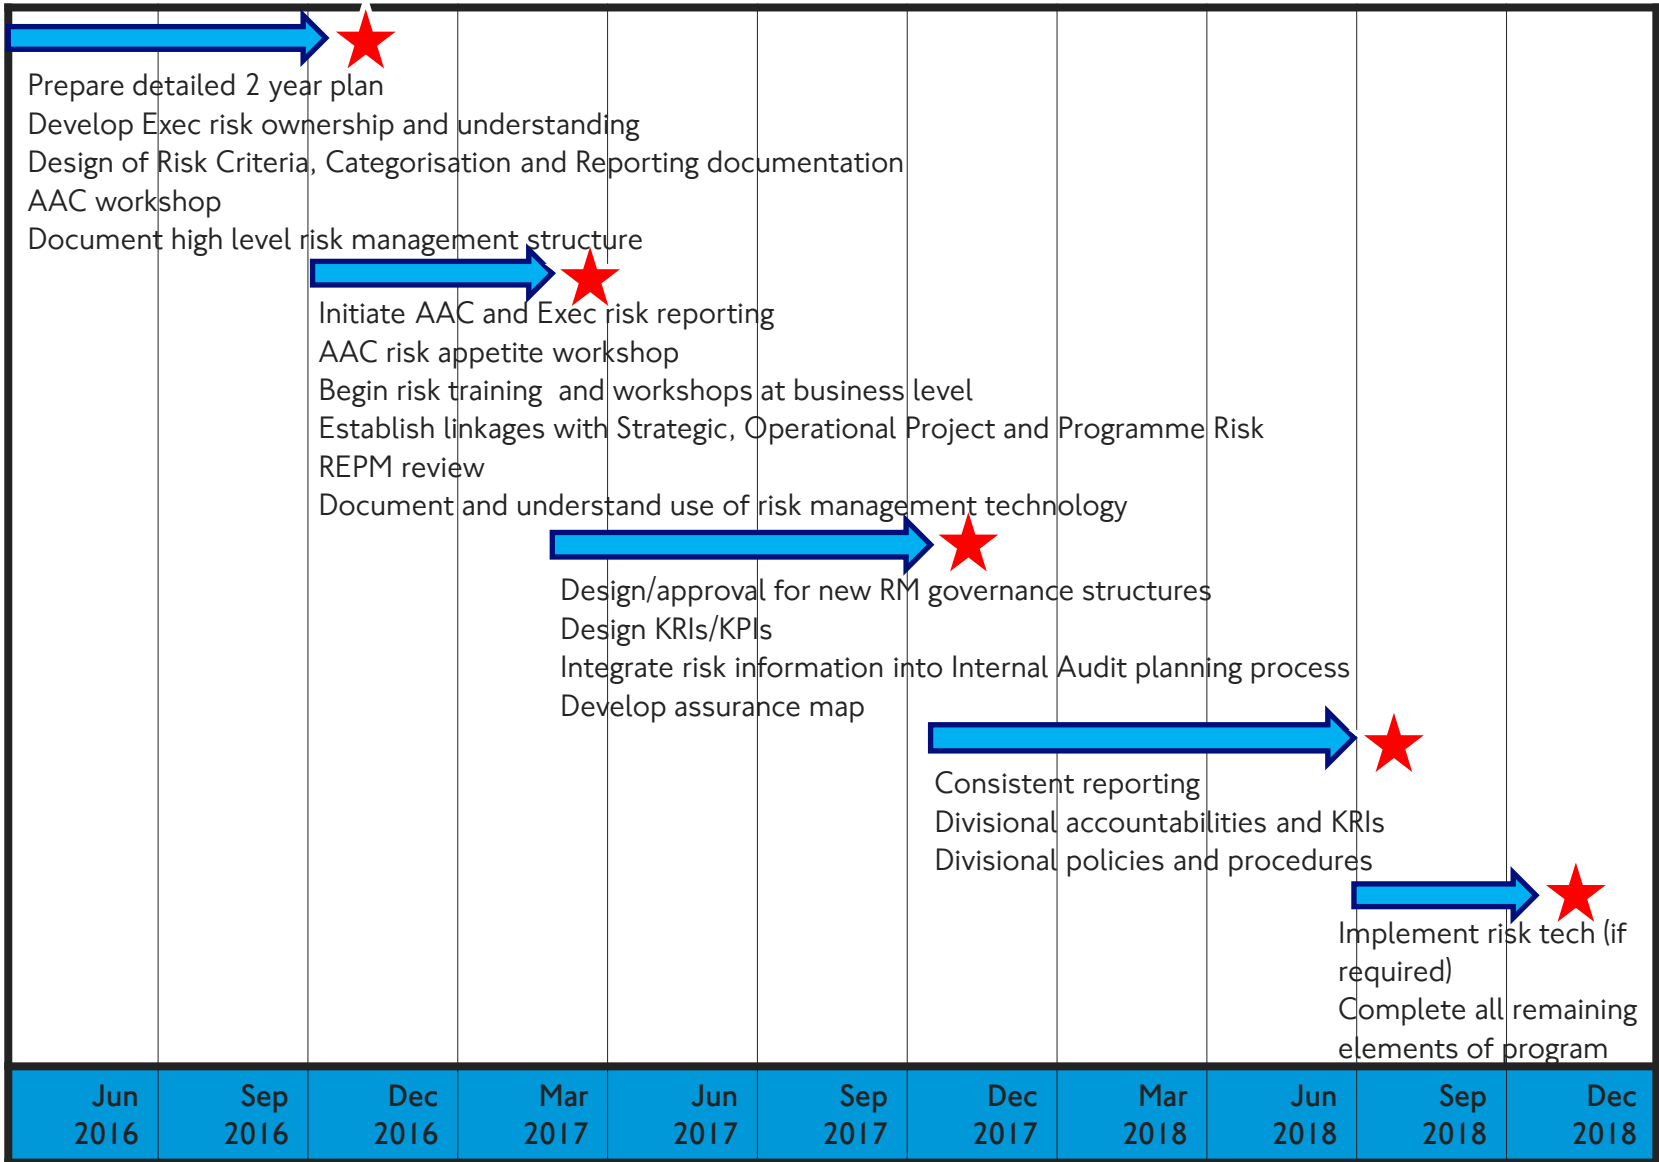 Prepare detailed 2 year plan
Develop Exec risk ownership and understanding
Design of Risk Criteria, Categorisation and Reporting documentation
AAC workshop
Document high level risk management structure
Initiate AAC and Exec risk reporting
AAC risk appetite workshop
Begin risk training  and workshops at business level
Establish linkages with Strategic, Operational Project and Programme Risk
REPM review
Document and understand use of risk management technology
Design/approval for new RM governance structures
Design KRIs/KPIs
Integrate risk information into Internal Audit planning process
Develop assurance map
Consistent reporting
Divisional accountabilities and KRIs
Divisional policies and procedures
Implement risk tech (if
required)
Complete all remaining
elements of program
Jun Sep Dec Mar Jun Sep Dec Mar Jun Sep Dec
2016 2016 2016 2017 2017 2017 2017 2018 2018 2018 2018